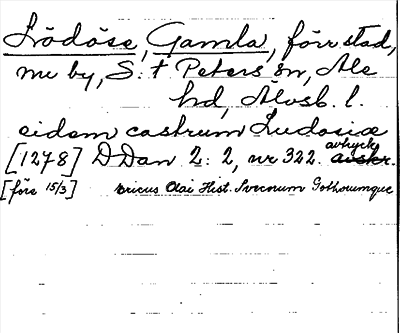 Lödöse, Gamla, förr stad,
nu by, S:t Peters sn, Ale
hd, Älvsb. l.
eidem castrum Ludosiæ
[1278] DDan 2:2, nr 322. avtryck avskr.
[före 15/3] Ericus Olai Hist. Svecorum Gothorumque